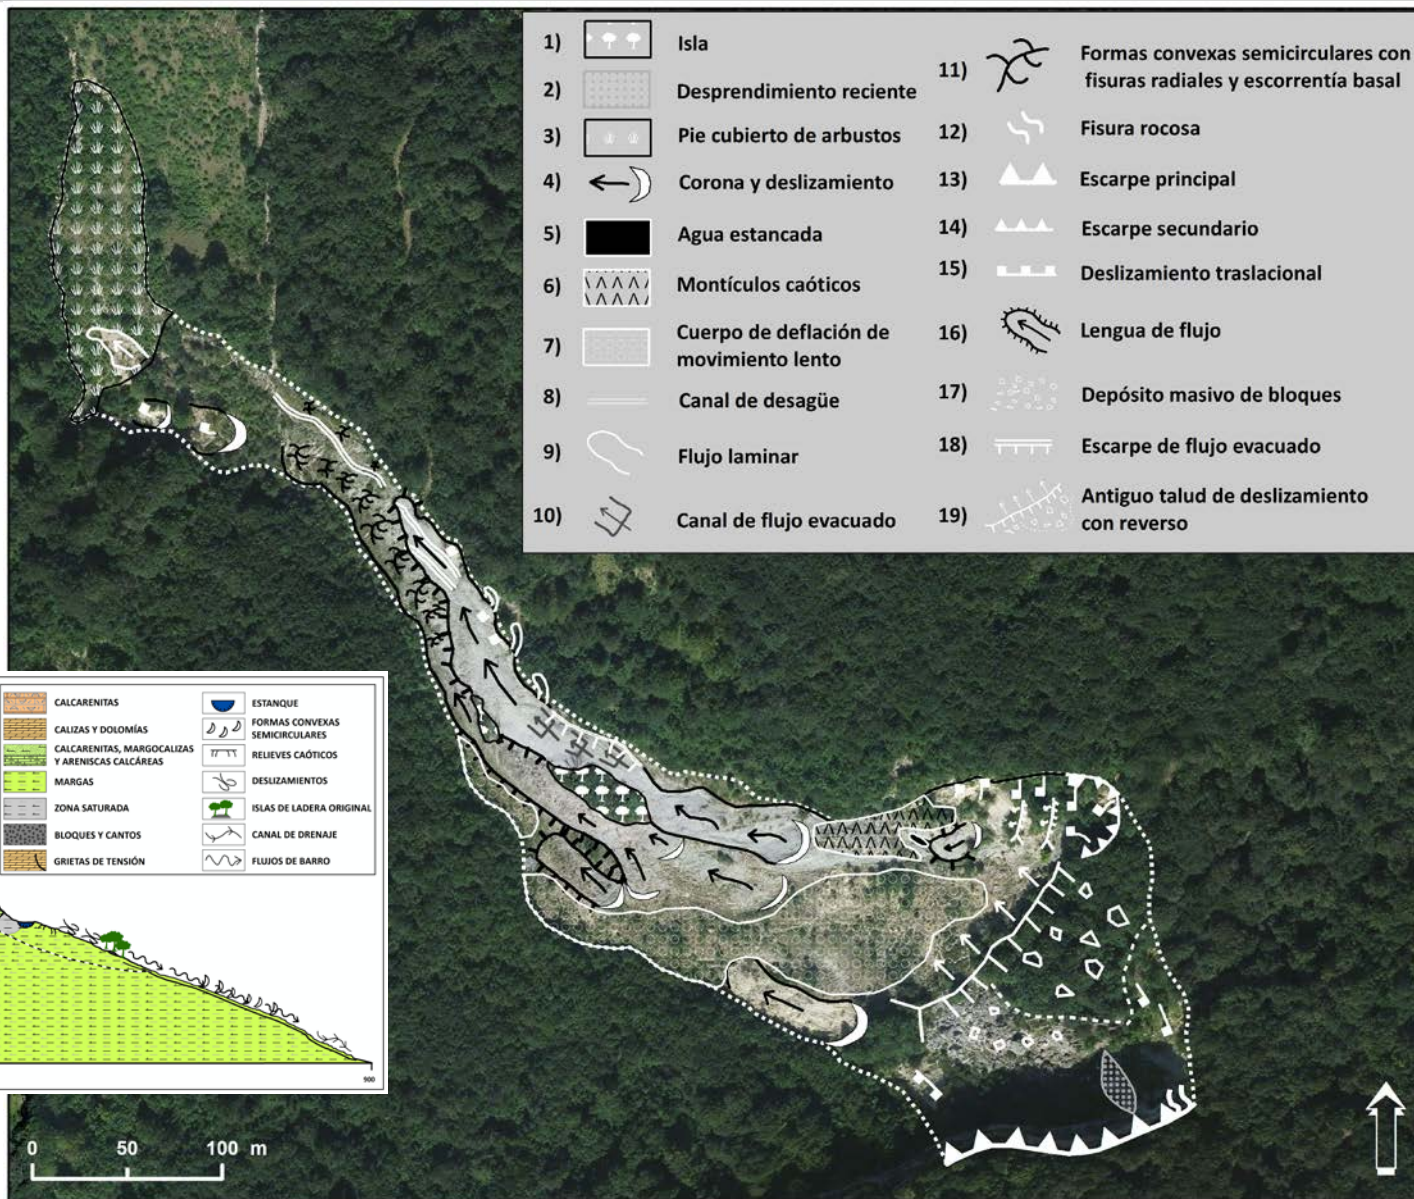 1) Isla
2) Desprendimiento reciente
3) Pie cubierto de arbustos
4) Corona y deslizamiento
5) Agua estancada
6) Montículos caóticos
7) Cuerpo de deflación de
movimiento lento
8) Canal de desagüe
9) Flujo laminar
10) Canal de flujo evacuado
11) Formas convexas semicirculares con
fisuras radiales y escorrentía basal
12) Fisura rocosa
13) Escarpe principal
14) Escarpe secundario
15) Deslizamiento traslacional
16) Lengua de flujo
17) Depósito masivo de bloques
18) Escarpe de flujo evacuado
19) Antiguo talud de deslizamiento
con reverso
CALCARENITAS
CALIZAS Y DOLOMÍAS
CALCARENITAS, MARGOCALIZAS
Y ARENISCAS CALCÁREAS
MARGAS
ZONA SATURADA
BLOQUES Y CANTOS
GRIETAS DE TENSIÓN
ESTANQUE
FORMAS CONVEXAS
SEMICIRCULARES
RELIEVES CAÓTICOS
DESLIZAMIENTOS
ISLAS DE LADERA ORIGINAL
CANAL DE DRENAJE
FLUJOS DE BARRO
900
0 50 100 m